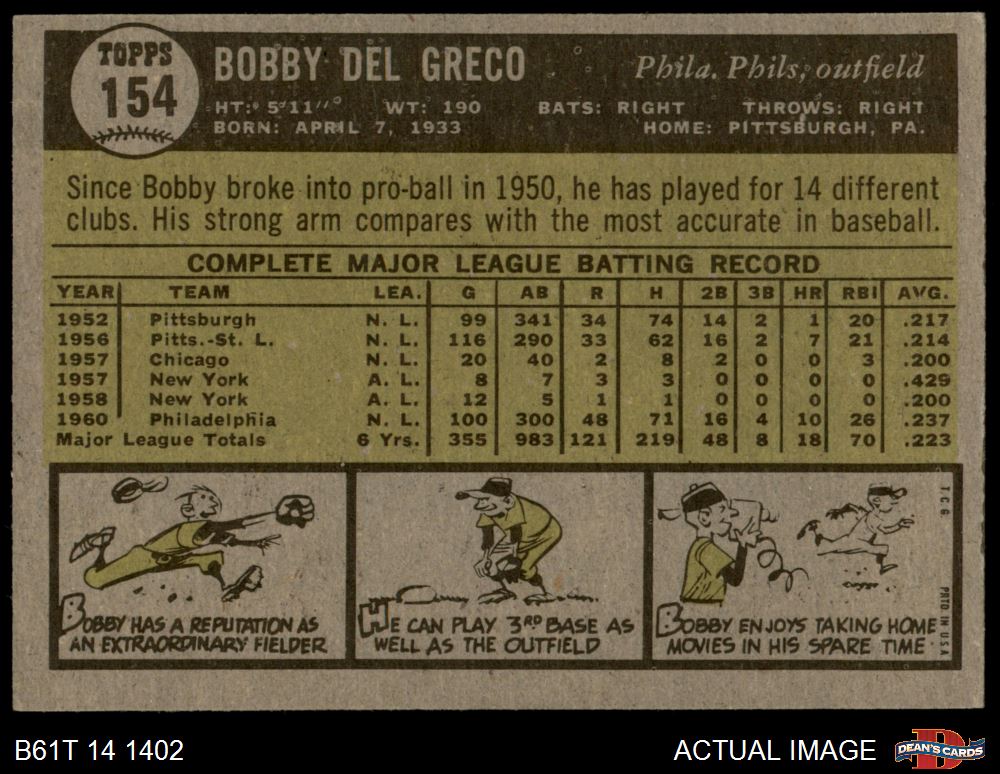 TOPPS
154
BOBBY DEL GRECO
Phila. Phils, outfield
HT: 5'11" WT: 190 BATS: RIGHT THROWS: RIGHT
BORN: APRIL 7, 1933 HOME: PITTSBURGH, PA.
Since Bobby broke into pro-ball in 1950, he has played for 14 different
clubs. His strong arm compares with the most accurate in baseball.
COMPLETE MAJOR LEAGUE BATTING RECORD
YEAR TEAM LEA. G AB R H 2B 3B HR RBI AVG.
1952 Pittsburgh N. L. 99 341 34 74 14 2 1 20 .217
1956 Pitts.-St. L. N. L. 116 290 33 62 16 2 7 21 .214
1957 Chicago N. L. 20 40 2 8 2 0 0 3 .200
1957 New York A. L. 8 7 3 3 0 0 0 0 .429
1958 New York A. L. 12 5 1 1 0 0 0 0 .200
1960 Philadelphia N. L. 100 300 48 71 16 4 10 26 .237
Major League Totals 6 Yrs. 355 983 121 219 48 8 18 70 .223
BOBBY HAS A REPUTATION AS
AN EXTRAORDINARY FIELDER
HE CAN PLAY 3RD BASE AS
WELL AS THE OUTFIELD
BOBBY ENJOYS TAKING HOME
MOVIES IN HIS SPARE TIME
T.C.G. PRTD. IN U.S.A.
B61T 14 1402
ACTUAL IMAGE
D
DEAN'S CARDS